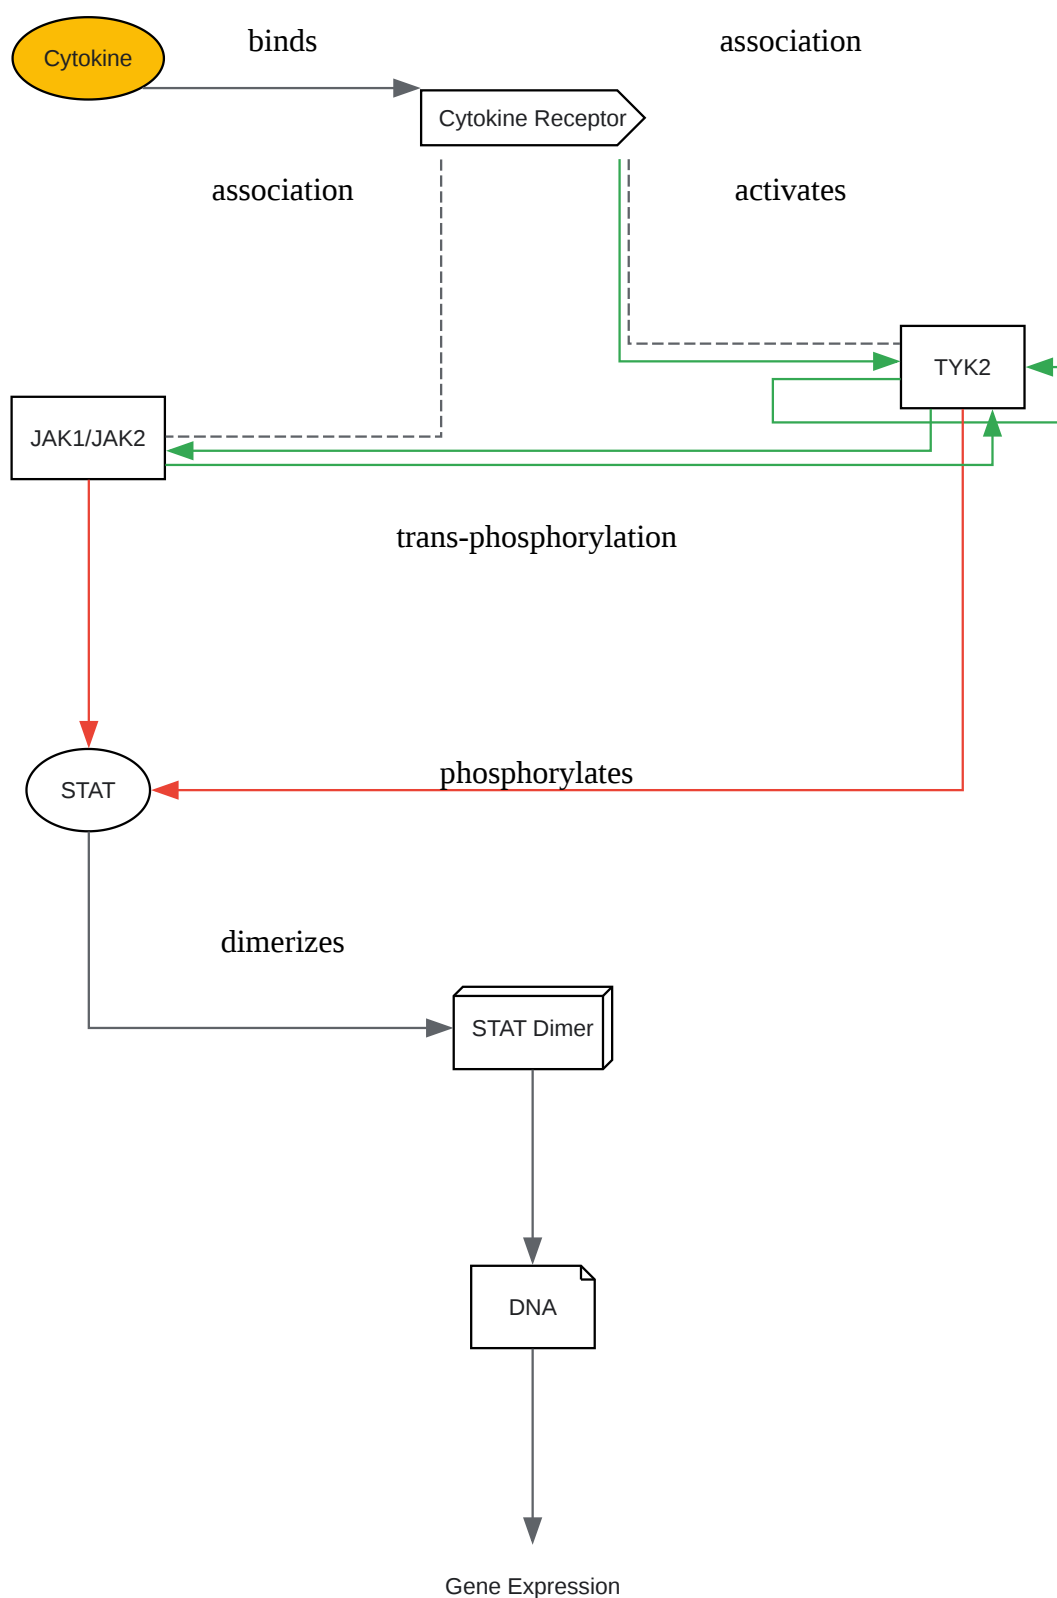 Cytokine
binds
association
Cytokine Receptor
association
activates
TYK2
JAK1/JAK2
trans-phosphorylation
phosphorylates
STAT
dimerizes
STAT Dimer
DNA
Gene Expression